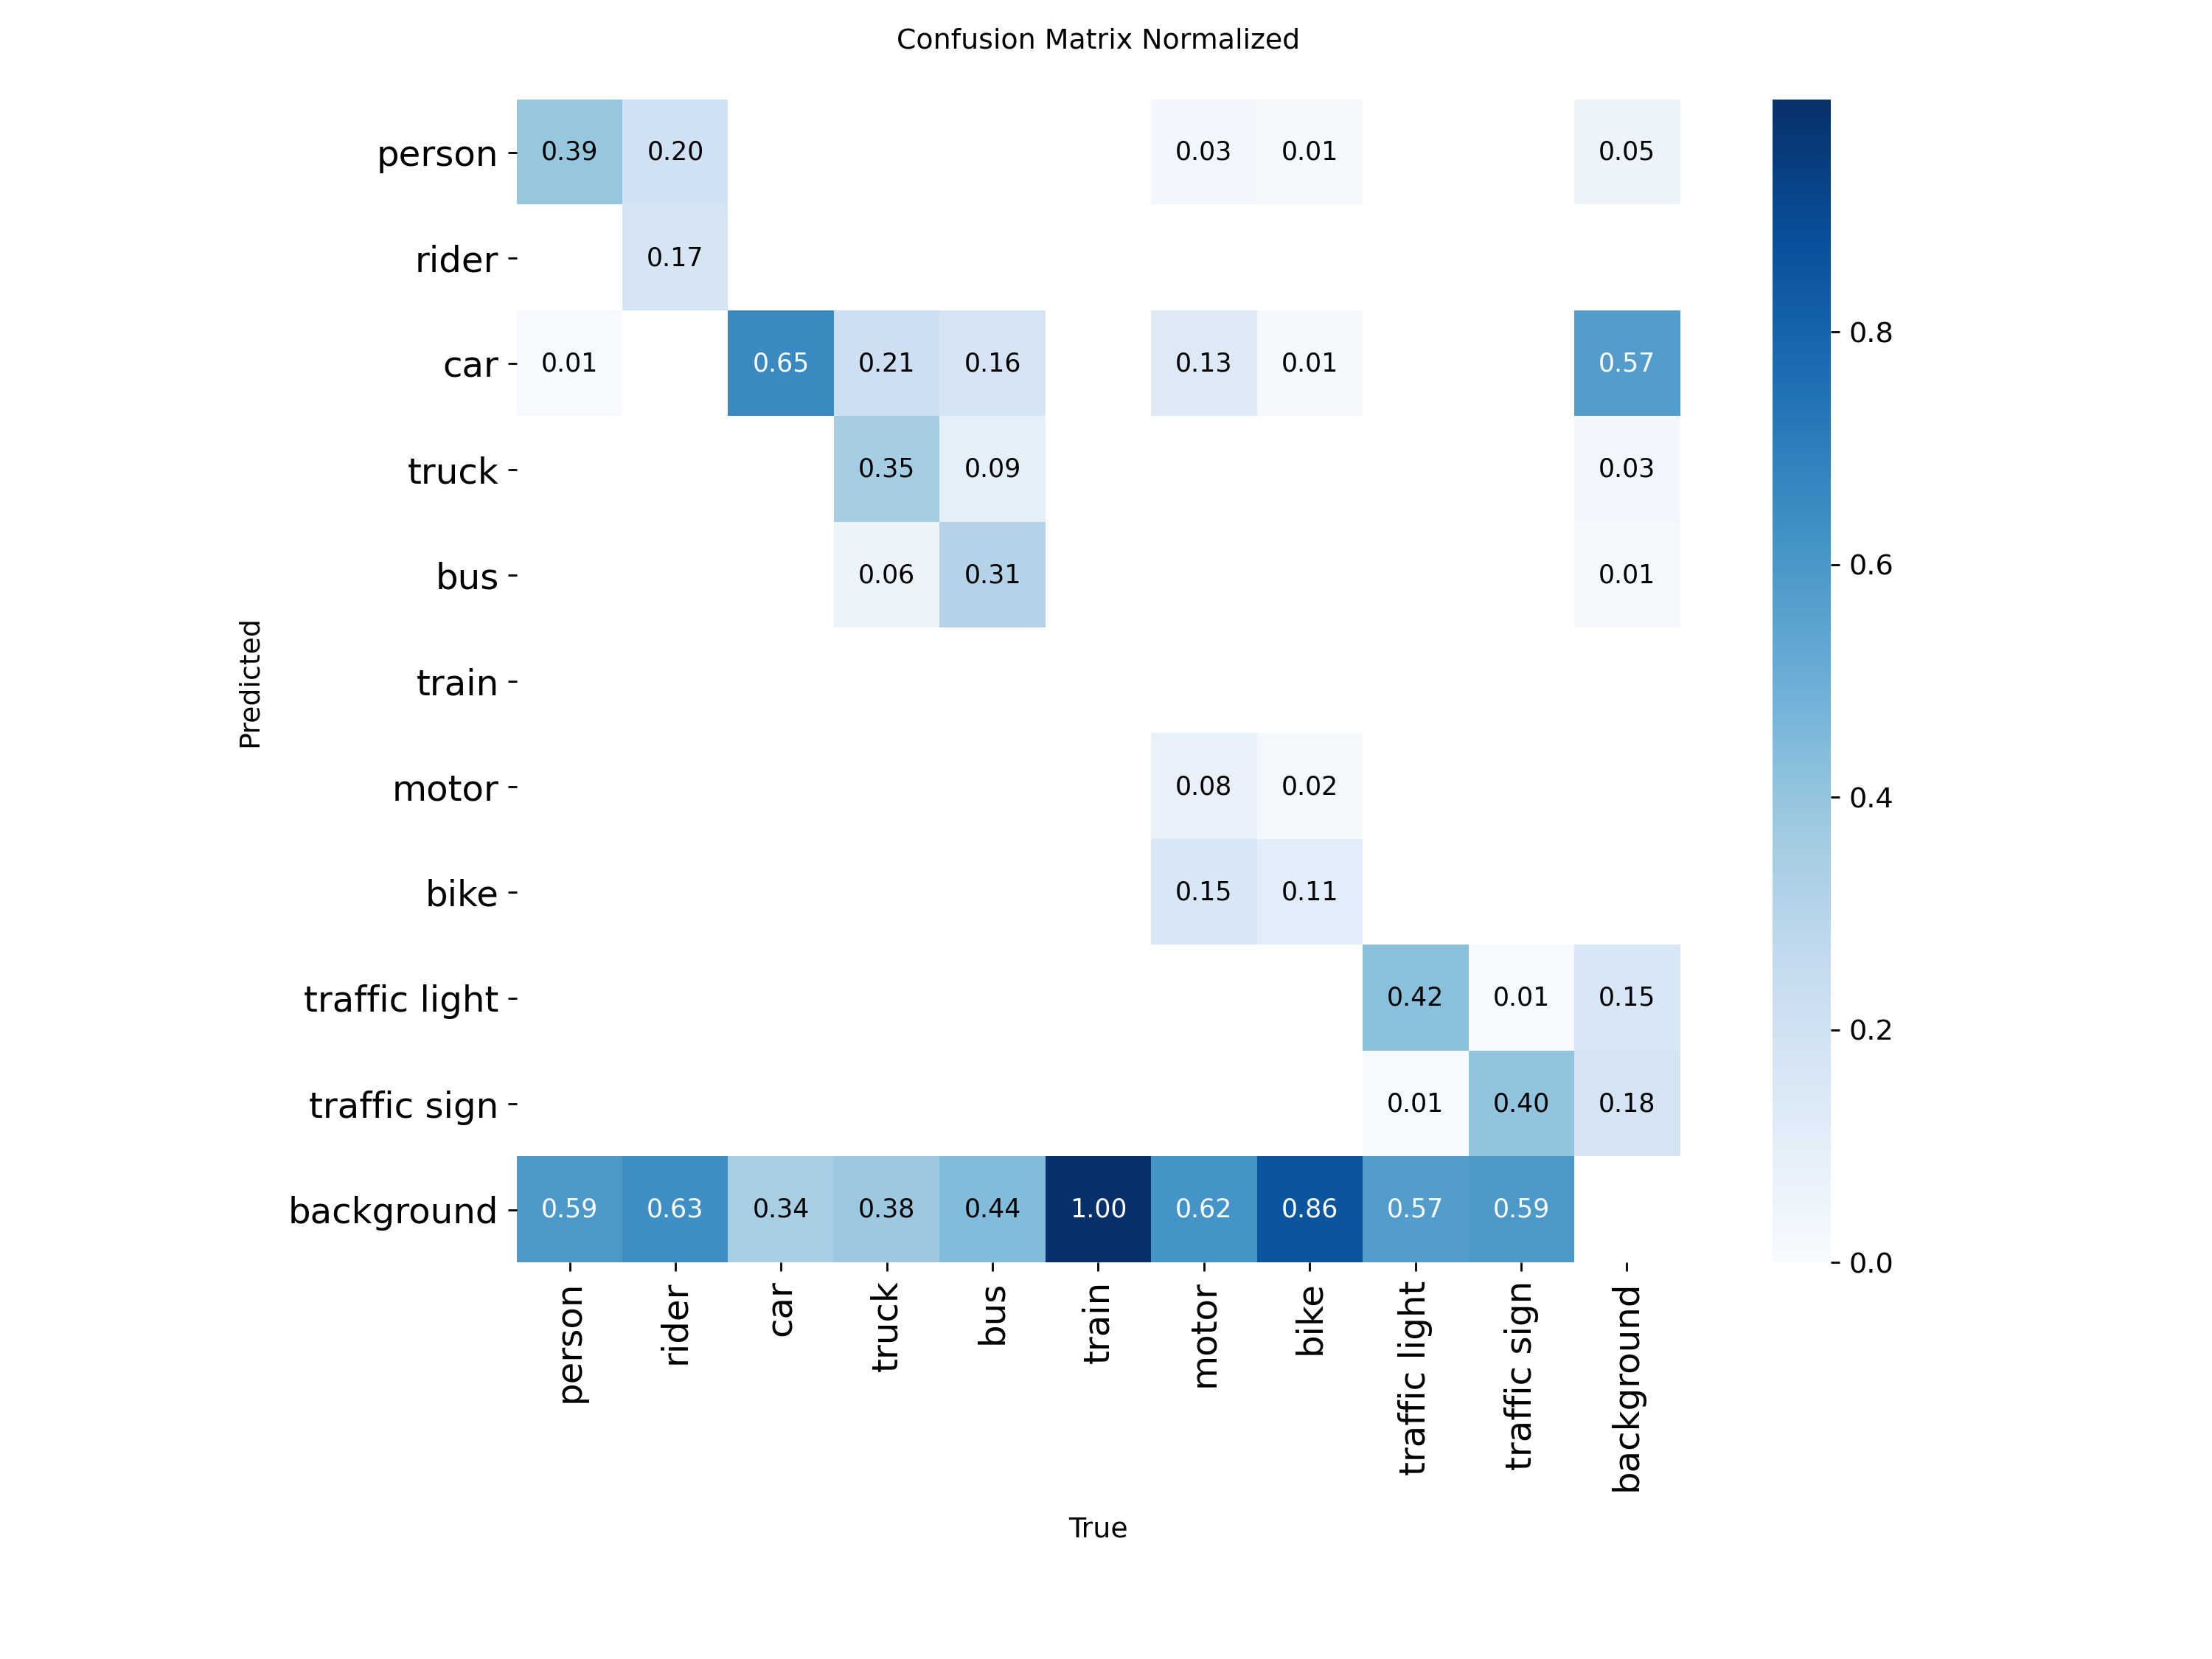 Confusion Matrix Normalized
person 0.39 0.20 0.03 0.01 0.05
rider 0.17
car 0.01 0.65 0.21 0.16 0.13 0.01 0.57
truck 0.35 0.09 0.03
bus 0.06 0.31 0.01
train
motor 0.08 0.02
bike 0.15 0.11
traffic light 0.42 0.01 0.15
traffic sign 0.01 0.40 0.18
background 0.59 0.63 0.34 0.38 0.44 1.00 0.62 0.86 0.57 0.59
Predicted
person rider car truck bus train motor bike traffic light traffic sign background
True
0.8
0.6
0.4
0.2
0.0